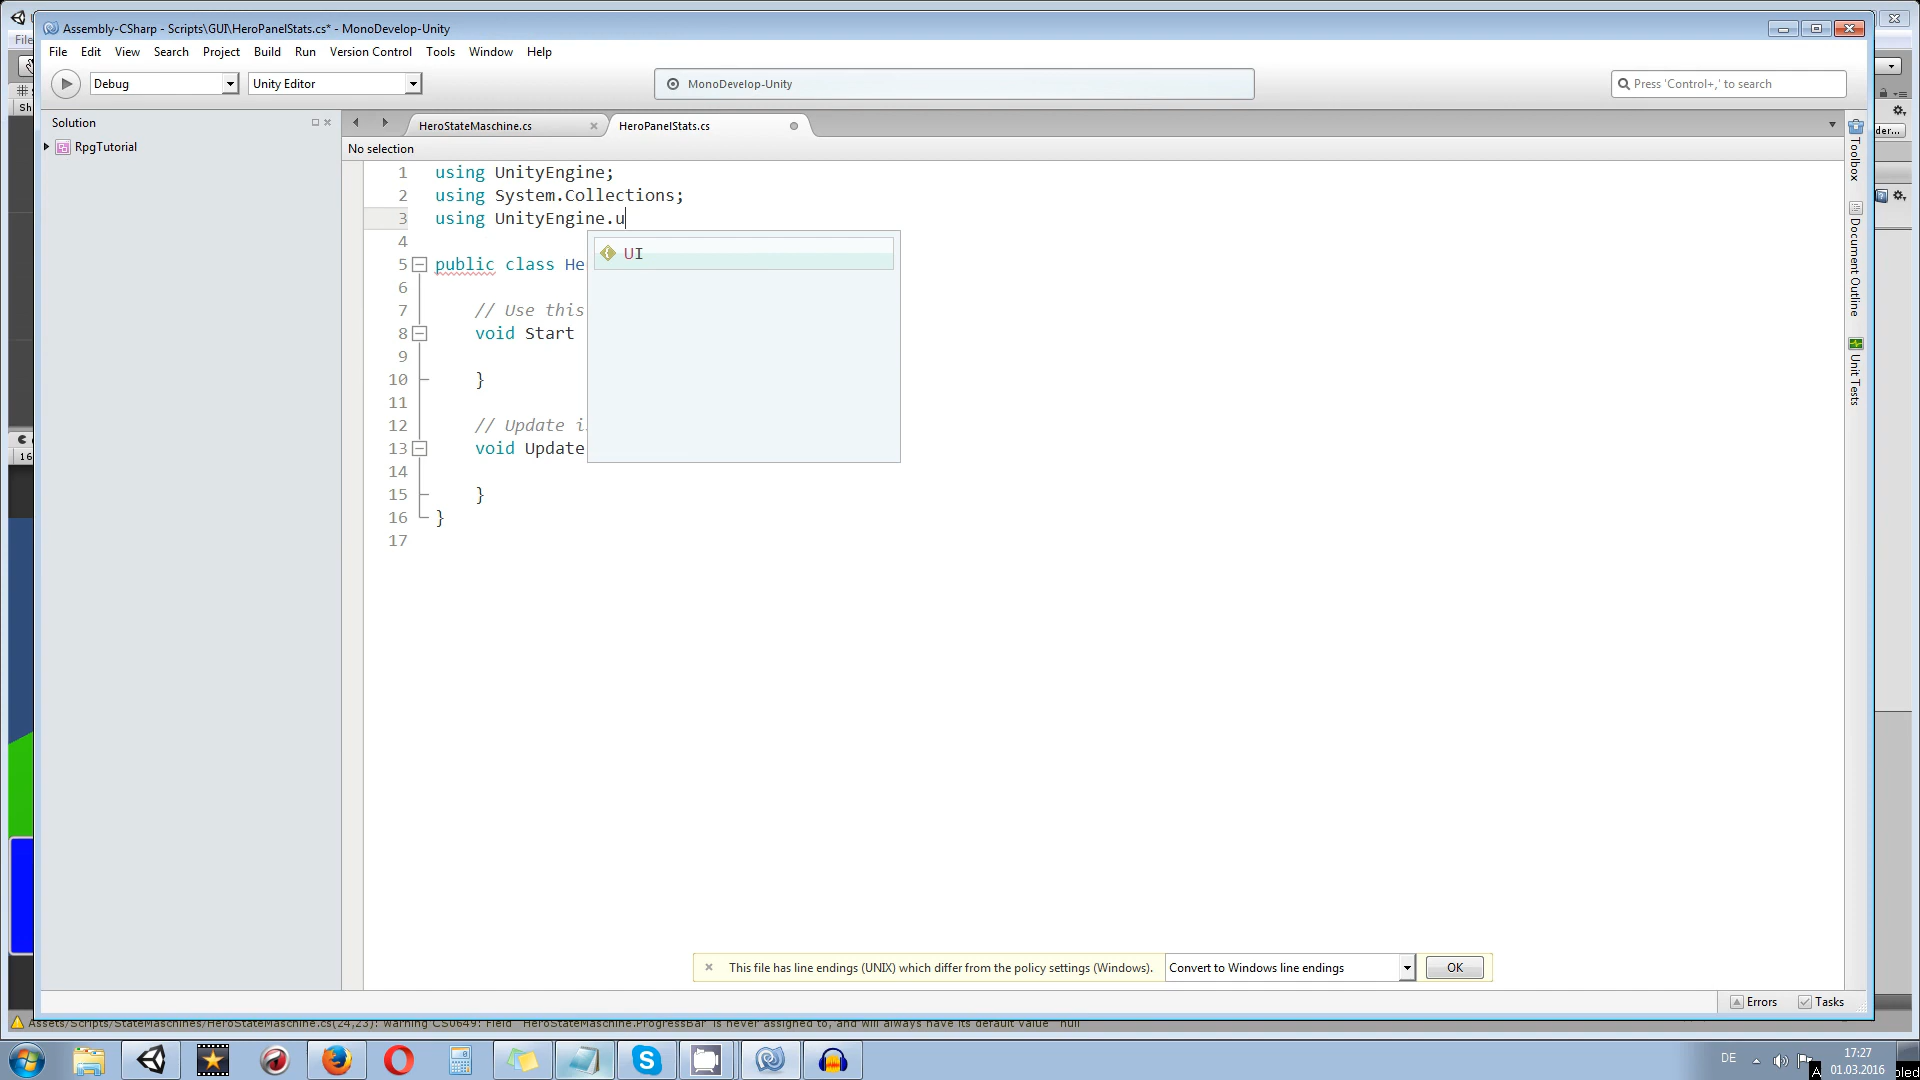 Assembly-CSharp - Scripts\GUI\HeroPanelStats.cs* - MonoDevelop-Unity
File
File Edit View Search Project Build Run Version Control Tools Window Help
Debug
Unity Editor
MonoDevelop-Unity
Press 'Control+,' to search
Sh
der...
Solution
HeroStateMaschine.cs
HeroPanelStats.cs
RpgTutorial
No selection
1 using UnityEngine;
2 using System.Collections;
3 using UnityEngine.u
4
UI
5 public class He
6
7 // Use this
8 void Start
9
10 }
11
12 // Update i
13 void Update
14
15 }
16 }
17
16
Toolbox
Document Outline
Unit Tests
This file has line endings (UNIX) which differ from the policy settings (Windows).
Convert to Windows line endings
OK
Errors
Tasks
Assets/Scripts/StateMaschines/HeroStateMaschine.cs(24,23): warning CS0649: Field `HeroStateMaschine.ProgressBar' is never assigned to, and will always have its default value `null'
DE
17:27
01.03.2016